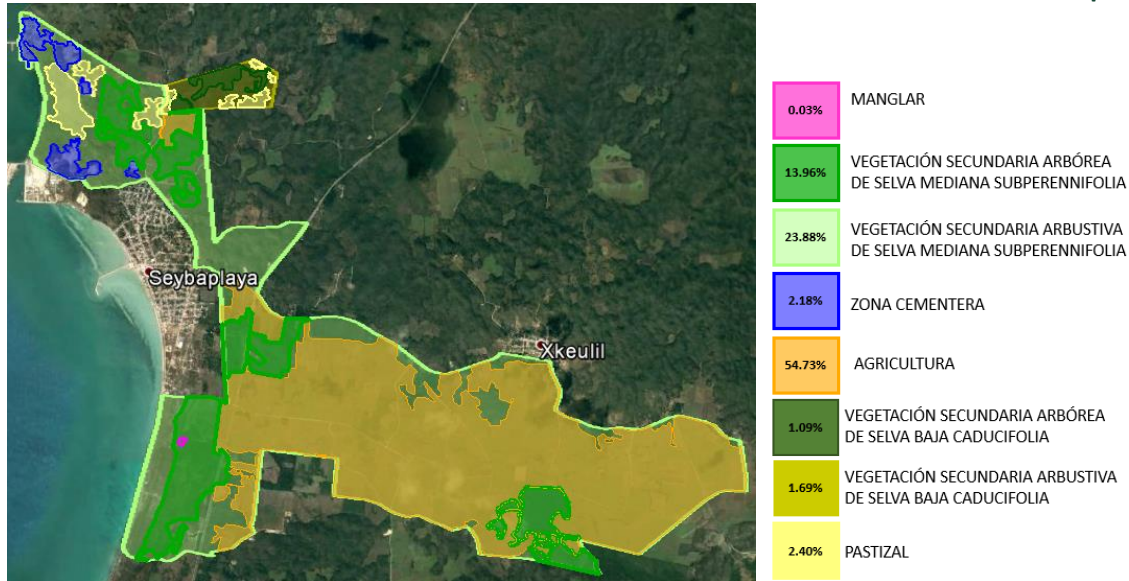 Seybaplaya
Xkeulil
0.03%
MANGLAR
13.96%
VEGETACIÓN SECUNDARIA ARBÓREA
DE SELVA MEDIANA SUBPERENNIFOLIA
23.88%
VEGETACIÓN SECUNDARIA ARBUSTIVA
DE SELVA MEDIANA SUBPERENNIFOLIA
2.18%
ZONA CEMENTERA
54.73%
AGRICULTURA
1.09%
VEGETACIÓN SECUNDARIA ARBÓREA
DE SELVA BAJA CADUCIFOLIA
1.69%
VEGETACIÓN SECUNDARIA ARBUSTIVA
DE SELVA BAJA CADUCIFOLIA
2.40%
PASTIZAL